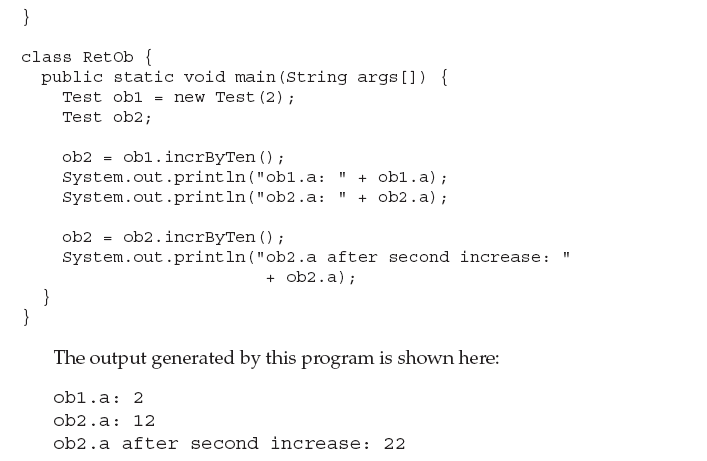 }
class RetOb {
public static void main(String args[]) {
Test ob1 = new Test(2);
Test ob2;
ob2 = ob1.incrByTen();
System.out.println("ob1.a: " + ob1.a);
System.out.println("ob2.a: " + ob2.a);
ob2 = ob2.incrByTen();
System.out.println("ob2.a after second increase: "
+ ob2.a);
}
}
The output generated by this program is shown here:
ob1.a: 2
ob2.a: 12
ob2.a after second increase: 22